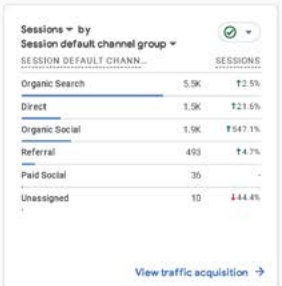 Sessions by
Session default channel group
SESSION DEFAULT CHANN... SESSIONS
Organic Search 5.5K ↑2.5%
Direct 1.5K ↑21.6%
Organic Social 1.9K ↑547.1%
Referral 493 ↑4.7%
Paid Social 36 -
Unassigned 10 ↓44.4%
View traffic acquisition →